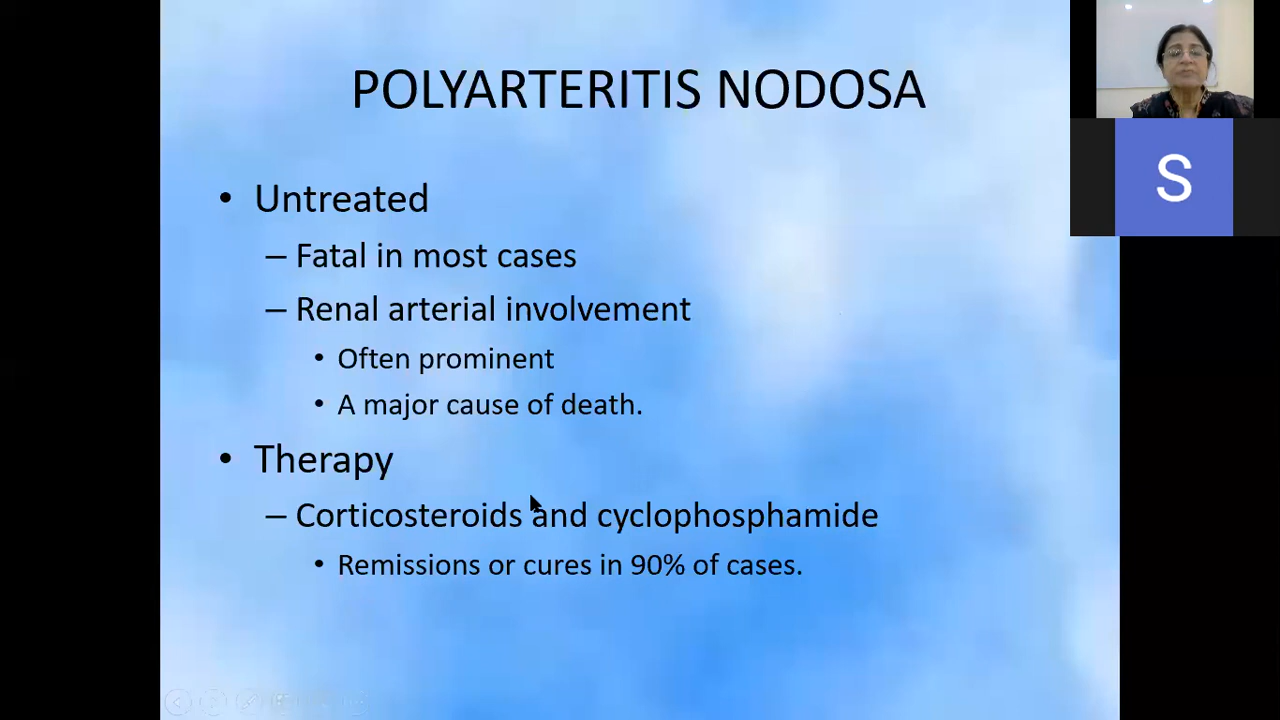 POLYARTERITIS NODOSA
• Untreated
– Fatal in most cases
– Renal arterial involvement
• Often prominent
• A major cause of death.
• Therapy
– Corticosteroids and cyclophosphamide
• Remissions or cures in 90% of cases.
S